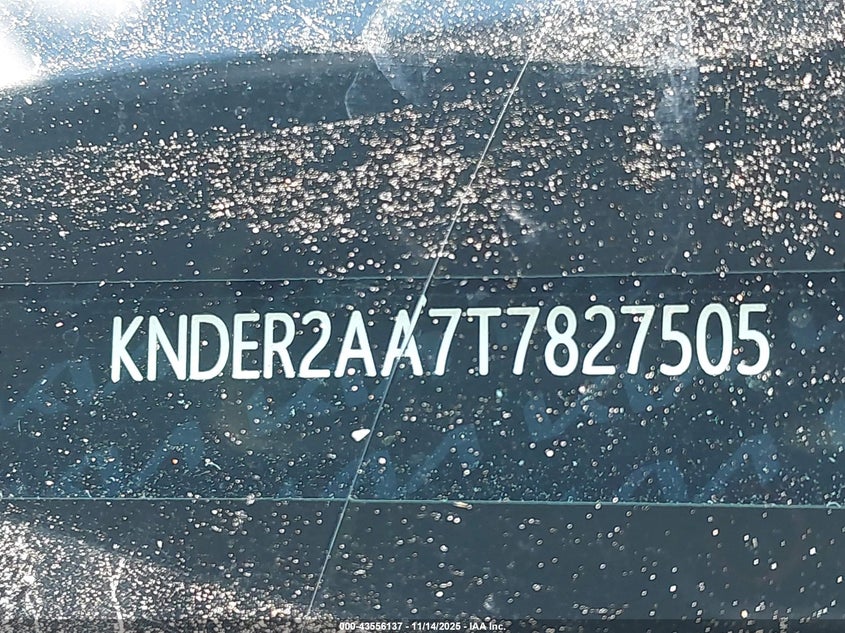 KNDER2AA7T7827505
000-43556137 - 11/14/2025 - IAA Inc.